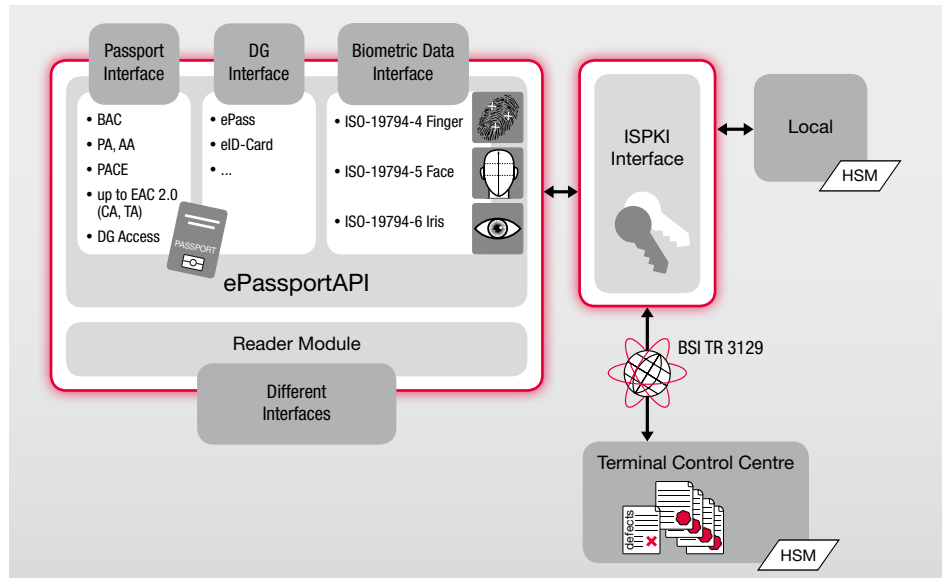 Passport
Interface
DG
Interface
Biometric Data
Interface
• BAC
• PA, AA
• PACE
• up to EAC 2.0
(CA, TA)
• DG Access
PASSPORT
• ePass
• eID-Card
• ...
• ISO-19794-4 Finger
• ISO-19794-5 Face
• ISO-19794-6 Iris
ePassportAPI
Reader Module
Different
Interfaces
ISPKI
Interface
Local
HSM
BSI TR 3129
Terminal Control Centre
defects
HSM